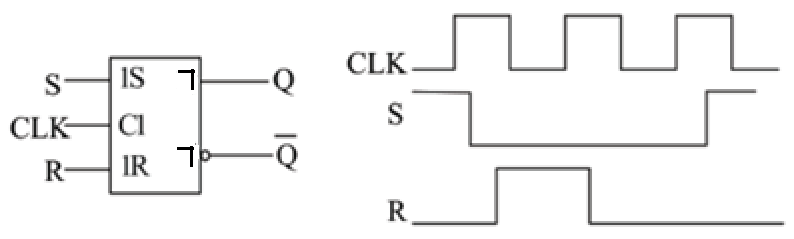 S 1S ㄱ Q
CLK C1
R 1R ㄱ Q̅
CLK
S
R